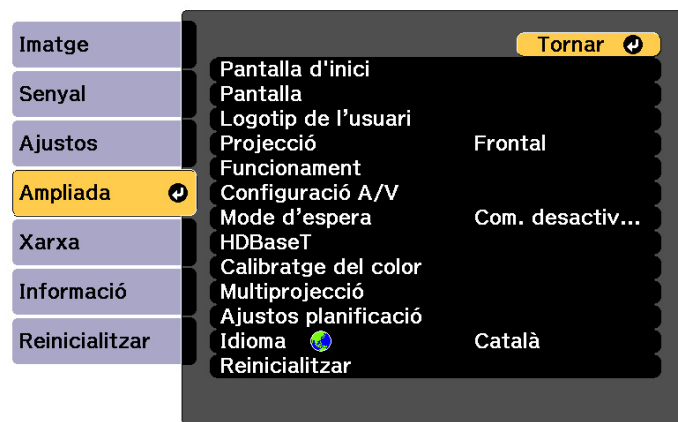 Imatge
Senyal
Ajustos
Ampliada
Xarxa
Informació
Reinicialitzar
Tornar
Pantalla d'inici
Pantalla
Logotip de l’usuari
Projecció Frontal
Funcionament
Configuració A/V
Mode d’espera Com. desactiv...
HDBaseT
Calibratge del color
Multiprojecció
Ajustos planificació
Idioma Català
Reinicialitzar